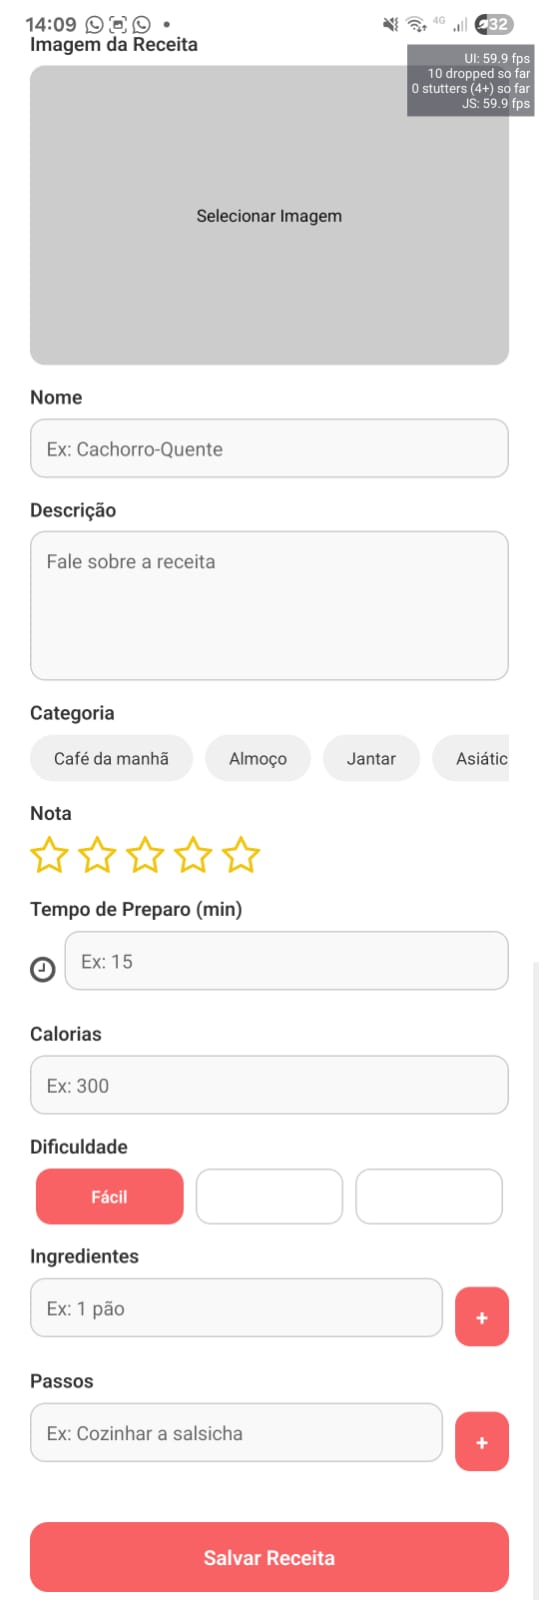 14:09
4G
32
Imagem da Receita
UI: 59.9 fps
10 dropped so far
0 stutters (4+) so far
JS: 59.9 fps
Selecionar Imagem
Nome
Ex: Cachorro-Quente
Descrição
Fale sobre a receita
Categoria
Café da manhã
Almoço
Jantar
Asiátic
Nota
Tempo de Preparo (min)
Ex: 15
Calorias
Ex: 300
Dificuldade
Fácil
Ingredientes
Ex: 1 pão
+
Passos
Ex: Cozinhar a salsicha
+
Salvar Receita